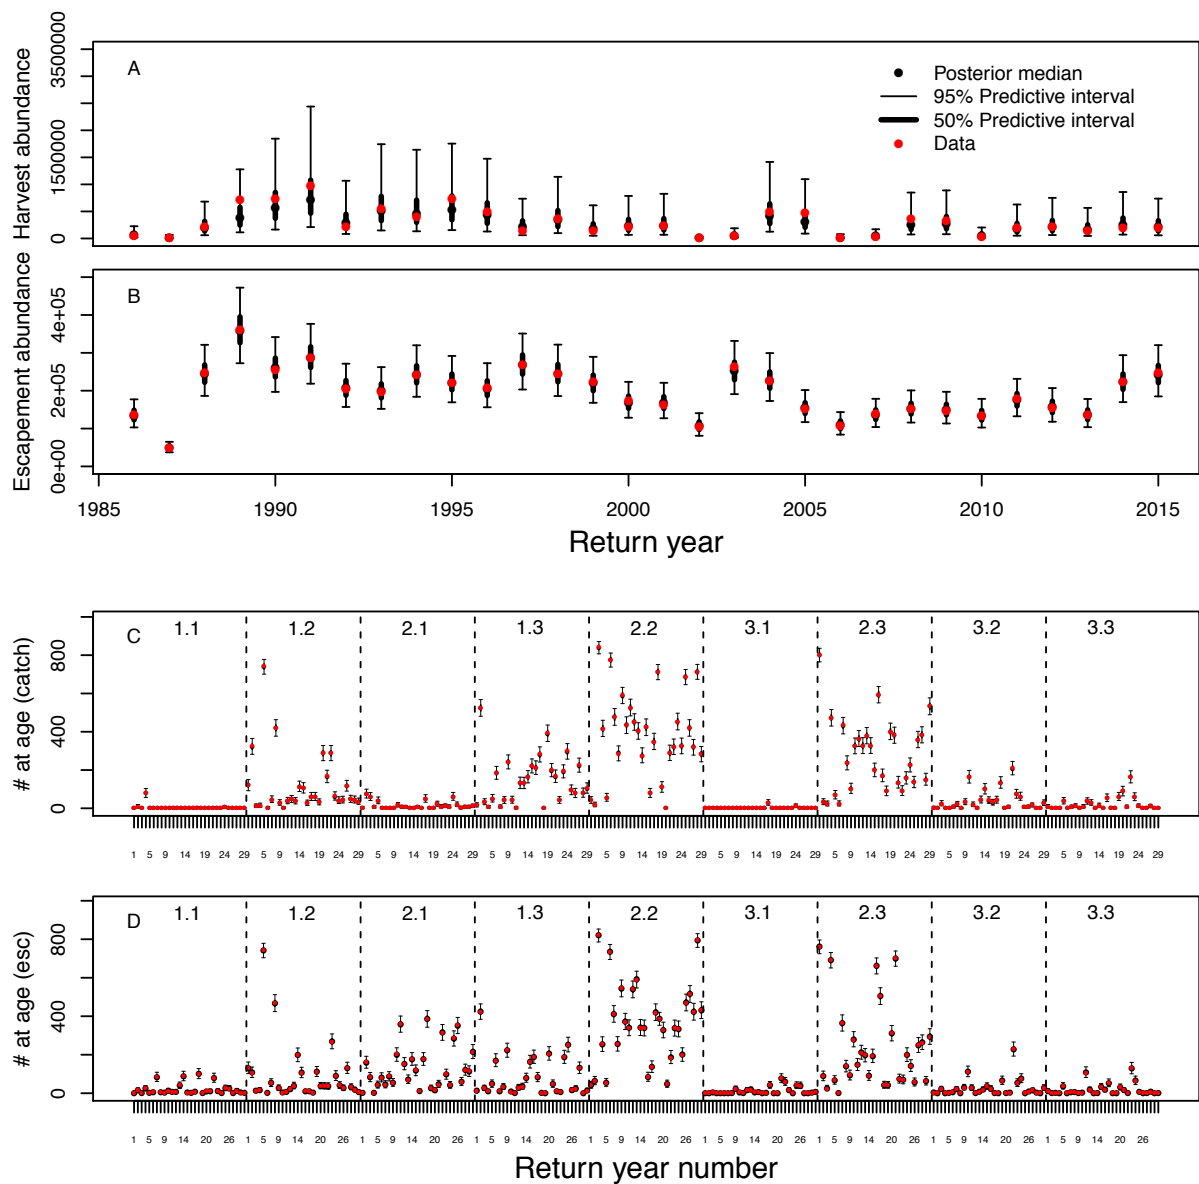 A
Harvest abundance
0
1500000
3500000
Posterior median
95% Predictive interval
50% Predictive interval
Data
B
Escapement abundance
0e+00
2e+05
4e+05
1985 1990 1995 2000 2005 2010 2015
Return year
C 1.1 1.2 2.1 1.3 2.2 3.1 2.3 3.2 3.3
# at age (catch)
0
400
800
1 5 9 14 19 24 29 5 9 14 19 24 29 5 9 14 19 24 29 5 9 14 19 24 29 5 9 14 19 24 29 5 9 14 19 24 29 5 9 14 19 24 29 5 9 14 19 24 29 5 9 14 19 24 29
D 1.1 1.2 2.1 1.3 2.2 3.1 2.3 3.2 3.3
# at age (esc)
0
400
800
1 5 9 14 20 26 1 5 9 14 20 26 1 5 9 14 20 26 1 5 9 14 20 26 1 5 9 14 20 26 1 5 9 14 20 26 1 5 9 14 20 26 1 5 9 14 20 26 1 5 9 14 20 26
Return year number